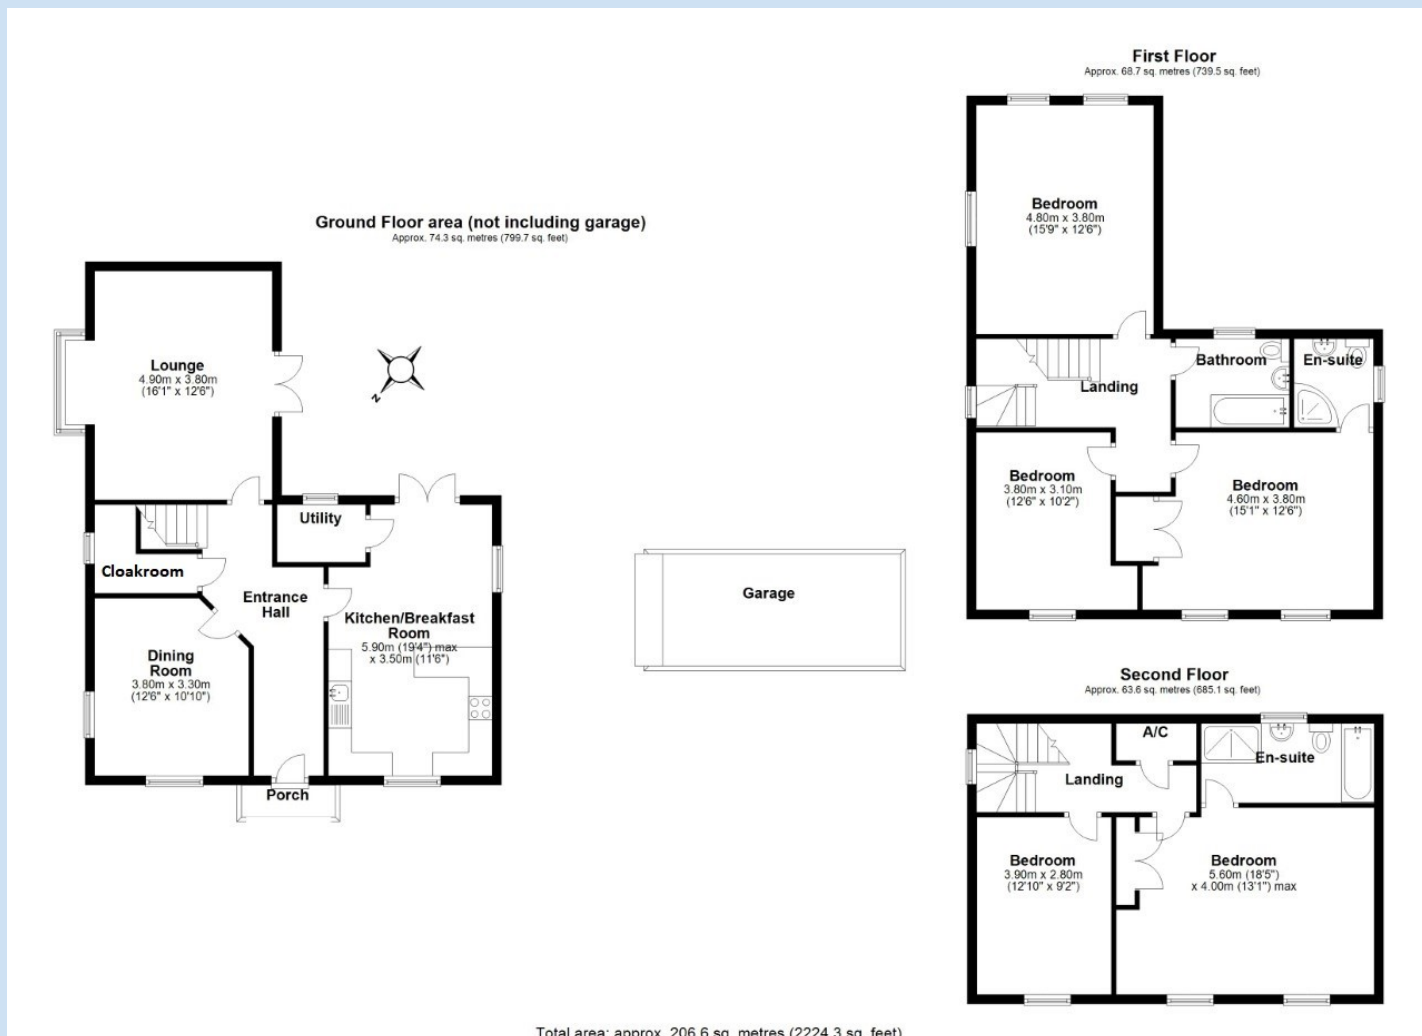 Ground Floor area (not including garage)
Approx. 74.3 sq. metres (799.7 sq. feet)
Lounge
4.90m x 3.80m
(16'1" x 12'6")
N
Utility
Cloakroom
Entrance
Hall
Kitchen/Breakfast
Room
5.90m (19'4") max
x 3.50m (11'6")
Dining
Room
3.80m x 3.30m
(12'6" x 10'10")
Porch
Garage
First Floor
Approx. 68.7 sq. metres (739.5 sq. feet)
Bedroom
4.80m x 3.80m
(15'9" x 12'6")
Landing
Bathroom
En-suite
Bedroom
3.80m x 3.10m
(12'6" x 10'2")
Bedroom
4.60m x 3.80m
(15'1" x 12'6")
Second Floor
Approx. 63.6 sq. metres (685.1 sq. feet)
A/C
Landing
En-suite
Bedroom
3.90m x 2.80m
(12'10" x 9'2")
Bedroom
5.60m (18'5")
x 4.00m (13'1") max
Total area: approx. 206.6 sq. metres (2224.3 sq. feet)